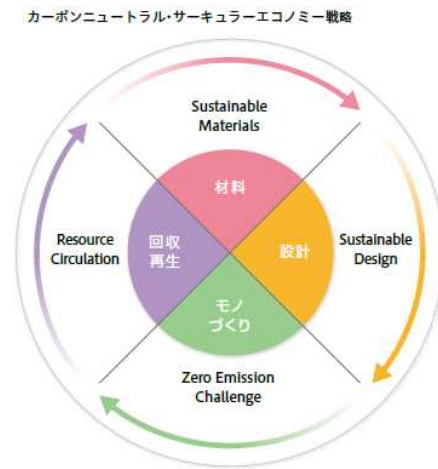 カーボンニュートラル・サーキュラーエコノミー戦略
Sustainable
Materials
材料
Resource
Circulation
回収
再生
設計
Sustainable
Design
モノ
づくり
Zero Emission
Challenge